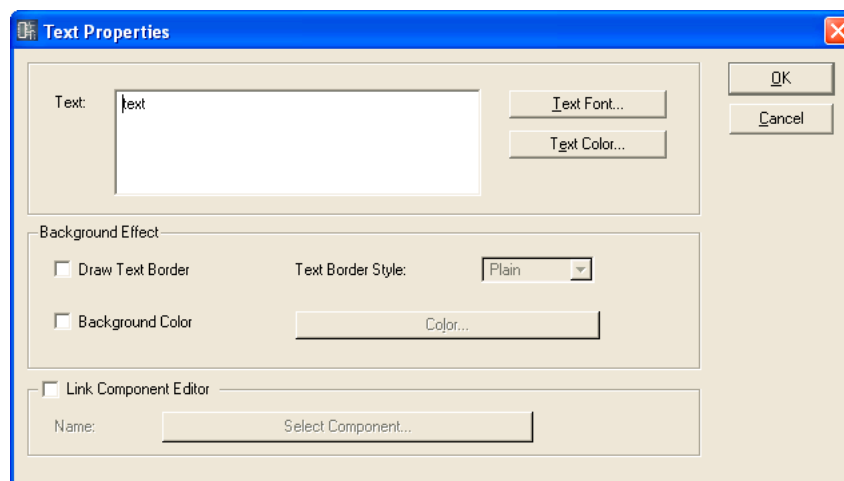 Text Properties
OK
Text: text Text Font...
Cancel
Text Color...
Background Effect
Draw Text Border Text Border Style: Plain
Background Color Color...
Link Component Editor
Name: Select Component...